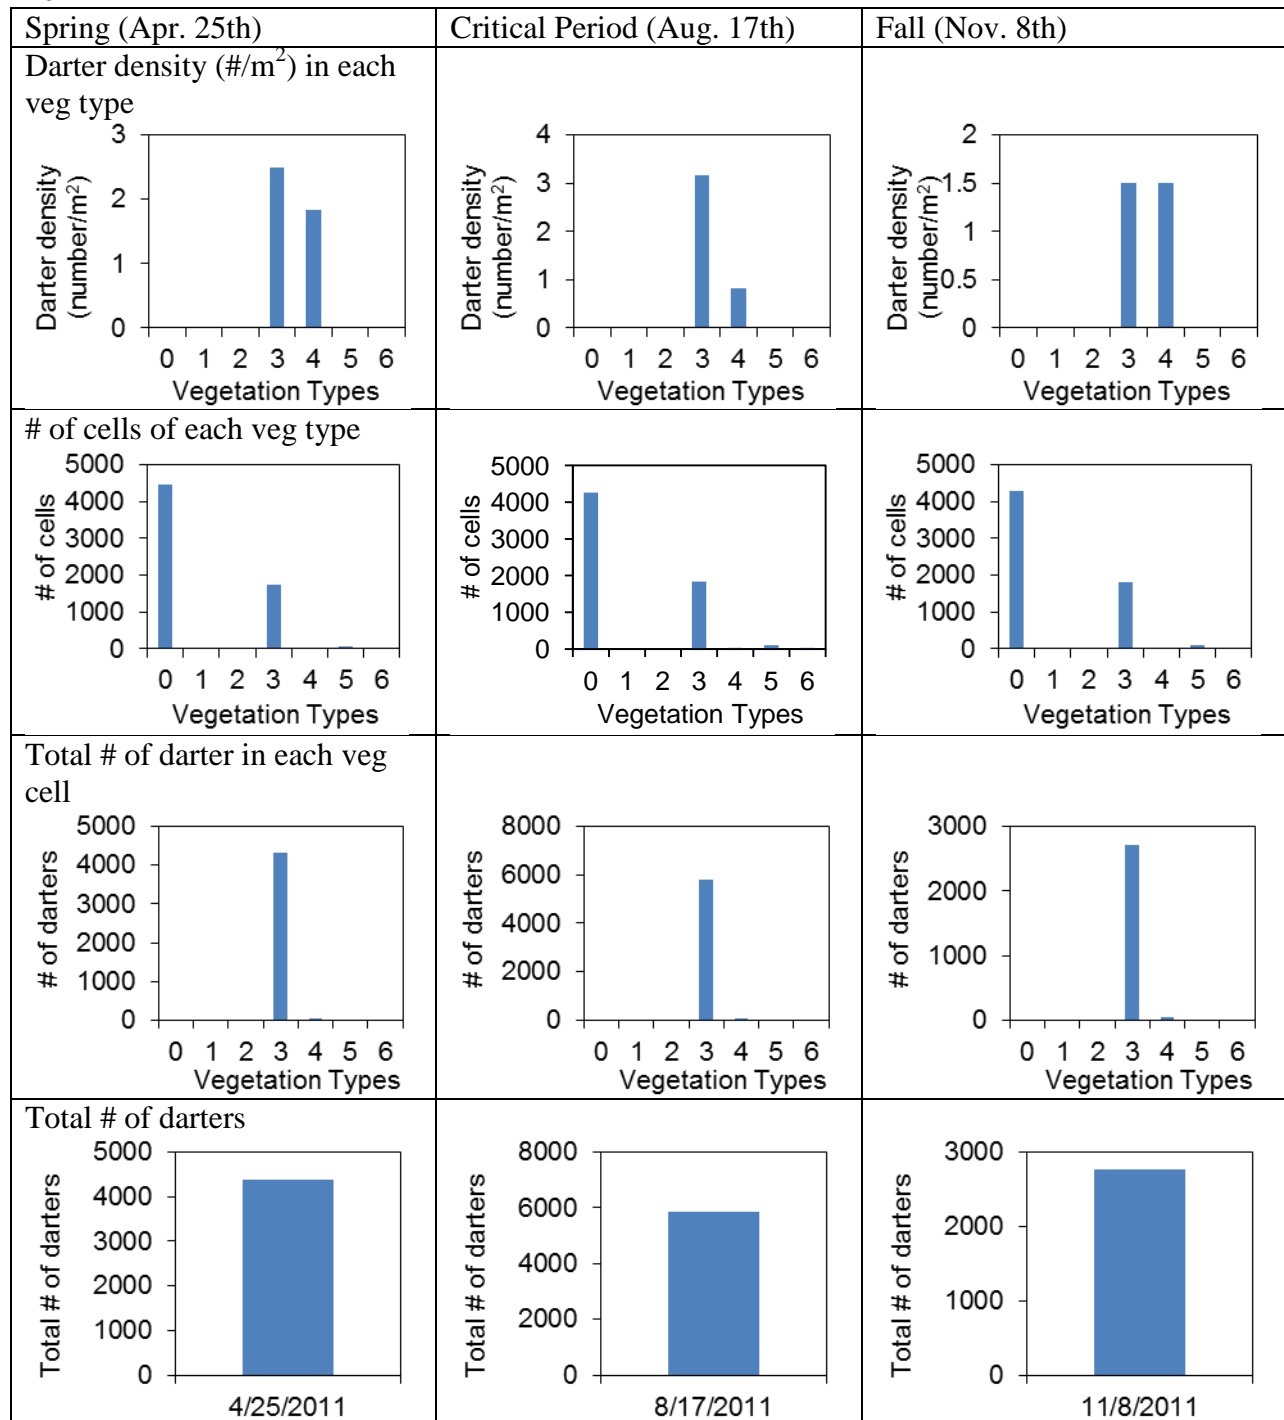 Spring (Apr. 25th)
Critical Period (Aug. 17th)
Fall (Nov. 8th)
Darter density (#/m²) in each
veg type
3
2
1
0
Darter density
(number/m²)
0 1 2 3 4 5 6
Vegetation Types
4
3
2
1
0
Darter density
(number/m²)
0 1 2 3 4 5 6
Vegetation Types
2
1.5
1
0.5
0
Darter density
(number/m²)
0 1 2 3 4 5 6
Vegetation Types
# of cells of each veg type
5000
4000
3000
2000
1000
0
# of cells
0 1 2 3 4 5 6
Vegetation Types
5000
4000
3000
2000
1000
0
# of cells
0 1 2 3 4 5 6
Vegetation Types
5000
4000
3000
2000
1000
0
# of cells
0 1 2 3 4 5 6
Vegetation Types
Total # of darter in each veg
cell
5000
4000
3000
2000
1000
0
# of darters
0 1 2 3 4 5 6
Vegetation Types
8000
6000
4000
2000
0
# of darters
0 1 2 3 4 5 6
Vegetation Types
3000
2000
1000
0
# of darters
0 1 2 3 4 5 6
Vegetation Types
Total # of darters
5000
4000
3000
2000
1000
0
Total # of darters
4/25/2011
8000
6000
4000
2000
0
Total # of darters
8/17/2011
3000
2000
1000
0
Total # of darters
11/8/2011